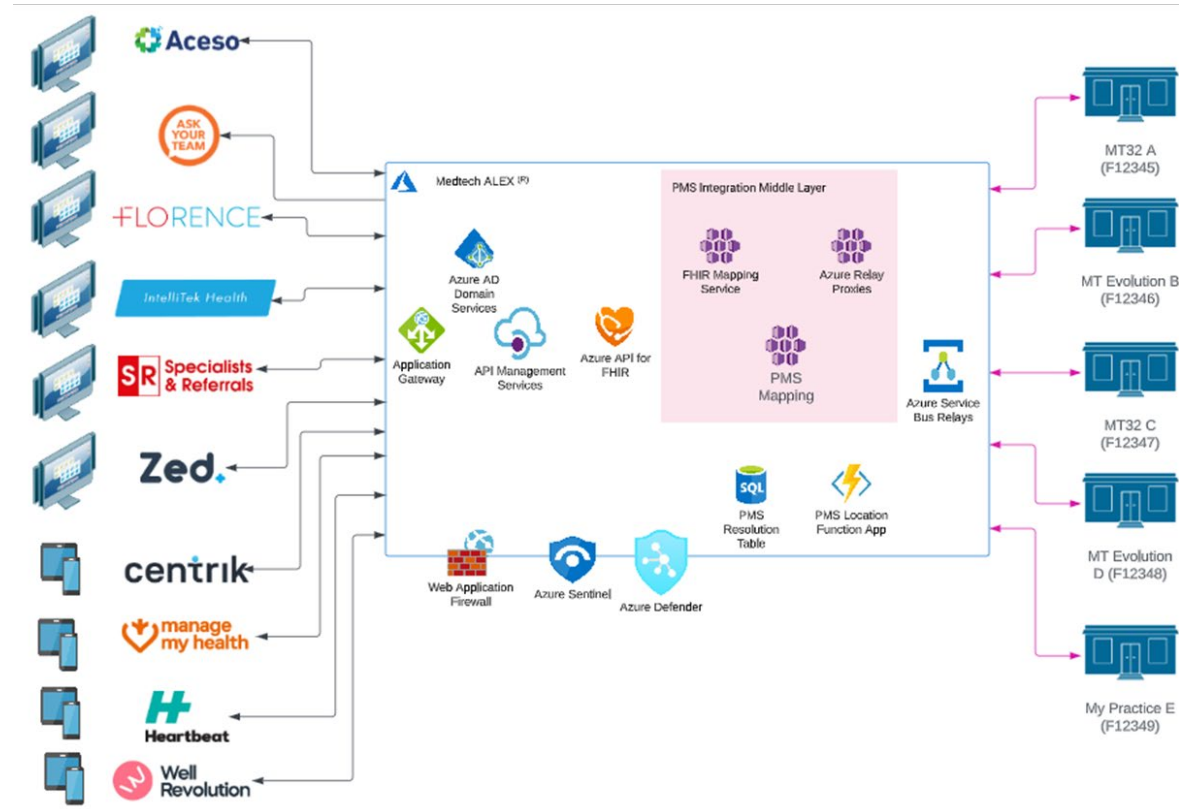 Aceso
ASK
YOUR
TEAM
FLORENCE
IntelliTek Health
SR Specialists
& Referrals
Zed.
centrik
manage
my health
Heartbeat
Well
Revolution
Medtech ALEX (R)
PMS Integration Middle Layer
FHIR Mapping
Service
Azure Relay
Proxies
PMS
Mapping
Azure AD
Domain
Services
Application
Gateway
API Management
Services
Azure API for
FHIR
Azure Service
Bus Relays
SQL
PMS
Resolution
Table
PMS Location
Function App
Web Application
Firewall
Azure Sentinel
Azure Defender
MT32 A
(F12345)
MT Evolution B
(F12346)
MT32 C
(F12347)
MT Evolution
D (F12348)
My Practice E
(F12349)